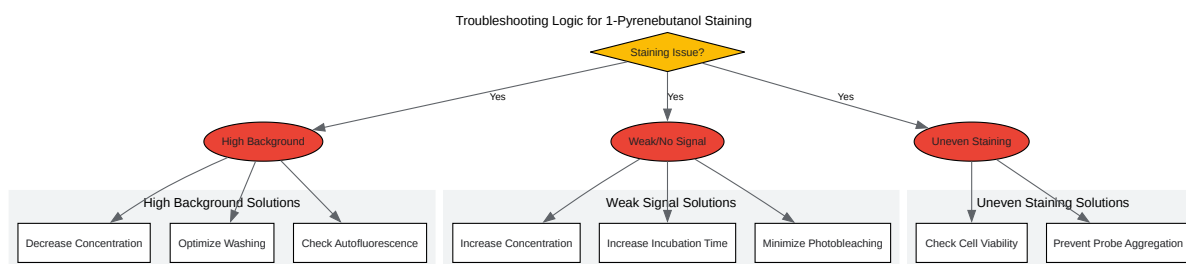 Troubleshooting Logic for 1-Pyrenebutanol Staining
Staining Issue?
Yes
Yes
Yes
High Background
Weak/No Signal
Uneven Staining
High Background Solutions
Weak Signal Solutions
Uneven Staining Solutions
Decrease Concentration
Optimize Washing
Check Autofluorescence
Increase Concentration
Increase Incubation Time
Minimize Photobleaching
Check Cell Viability
Prevent Probe Aggregation